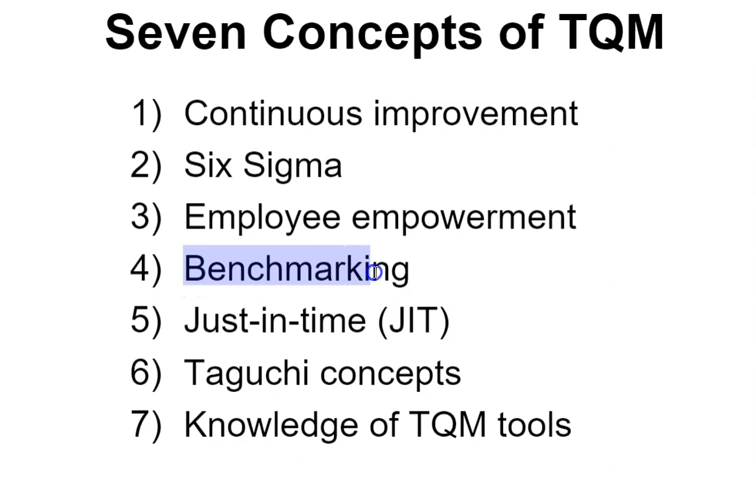 Seven Concepts of TQM
1) Continuous improvement
2) Six Sigma
3) Employee empowerment
4) Benchmarking
5) Just-in-time (JIT)
6) Taguchi concepts
7) Knowledge of TQM tools